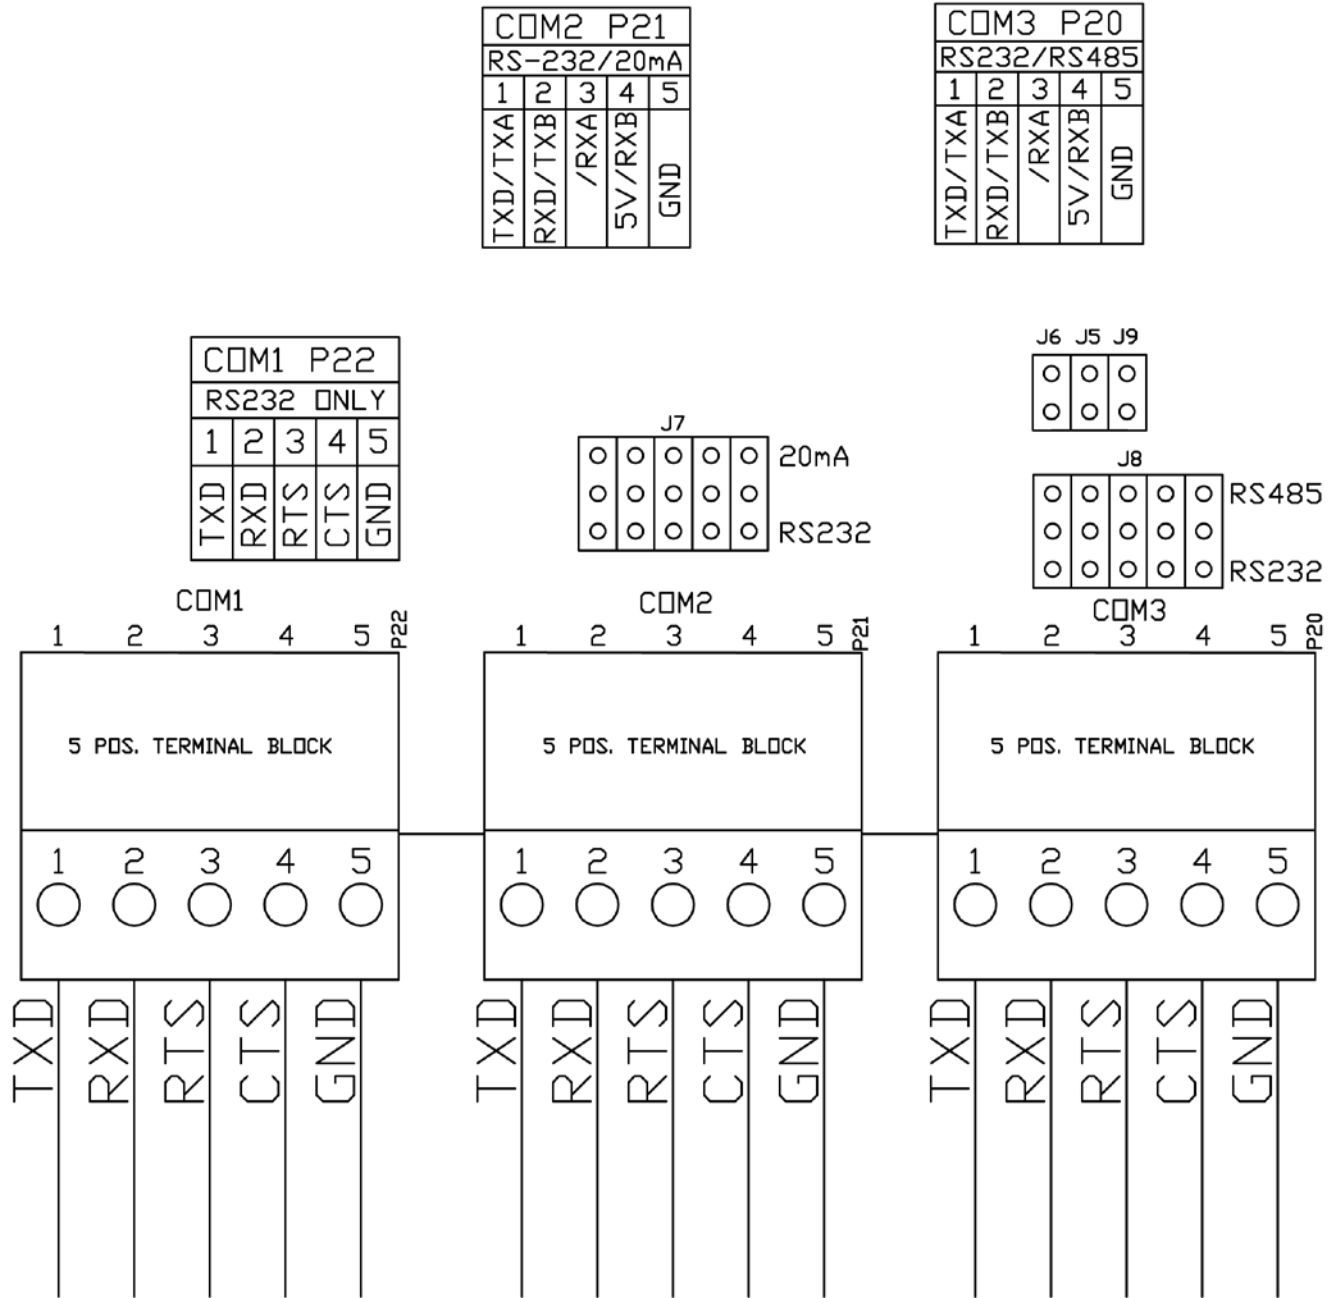 COM2 P21
RS-232/20mA
1 2 3 4 5
TXD/TXA RXD/TXB /RXA 5V/RXB GND
COM3 P20
RS232/RS485
1 2 3 4 5
TXD/TXA RXD/TXB /RXA 5V/RXB GND
COM1 P22
RS232 ONLY
1 2 3 4 5
TXD RXD RTS CTS GND
J7
20mA
RS232
J6 J5 J9
J8
RS485
RS232
COM1
1 2 3 4 5 P22
5 POS. TERMINAL BLOCK
1 2 3 4 5
TXD RXD RTS CTS GND
COM2
1 2 3 4 5 P21
5 POS. TERMINAL BLOCK
1 2 3 4 5
TXD RXD RTS CTS GND
COM3
1 2 3 4 5 P20
5 POS. TERMINAL BLOCK
1 2 3 4 5
TXD RXD RTS CTS GND